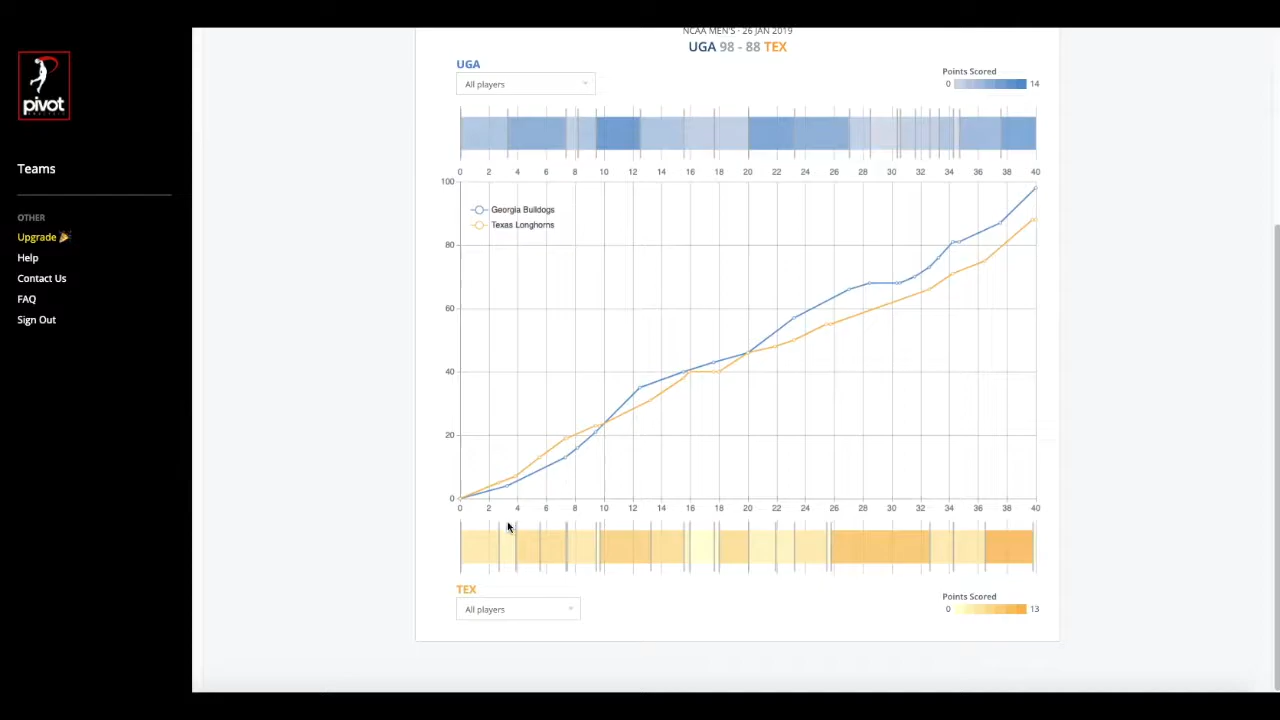 NCAA MEN'S · 26 JAN 2019
UGA 98 - 88 TEX
pivot
Teams
OTHER
Upgrade 🎉
Help
Contact Us
FAQ
Sign Out
UGA
All players
Points Scored
0 14
0 2 4 6 8 10 12 14 16 18 20 22 24 26 28 30 32 34 36 38 40
100
Georgia Bulldogs
Texas Longhorns
80
60
40
20
0
0 2 4 6 8 10 12 14 16 18 20 22 24 26 28 30 32 34 36 38 40
TEX
All players
Points Scored
0 13